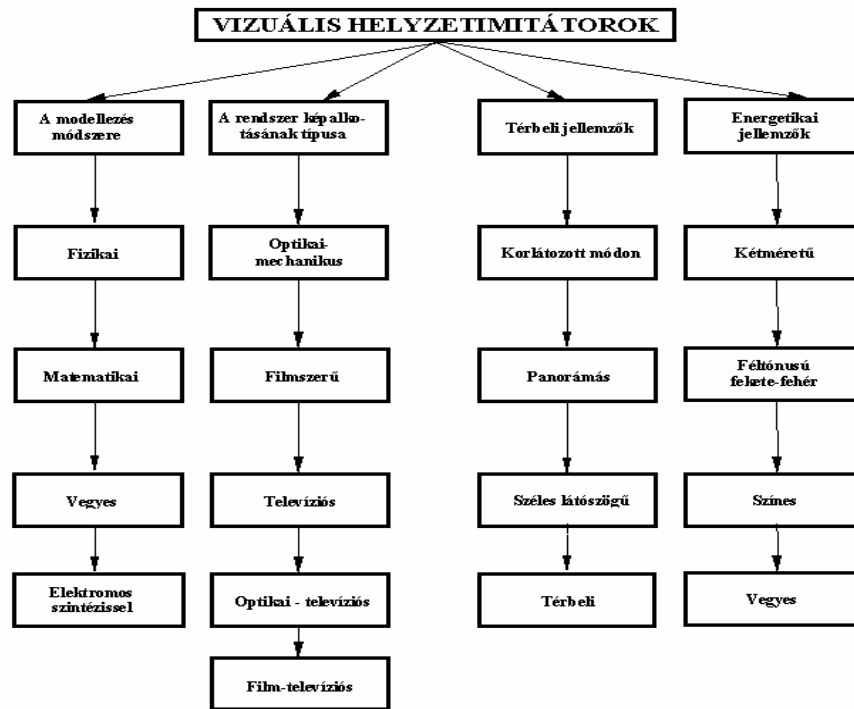 VIZUÁLIS HELYZETIMITÁTOROK
A modellezés
módszere
Fizikai
Matematikai
Vegyes
Elektromos
szintézissel
A rendszer képalko-
tásának típusa
Optikai-
mechanikus
Filmszerű
Televíziós
Optikai - televíziós
Film-televíziós
Térbeli jellemzők
Korlátozott módon
Panorámás
Széles látószögű
Térbeli
Energetikai
jellemzők
Kétméretű
Féltónusú
fekete-fehér
Színes
Vegyes